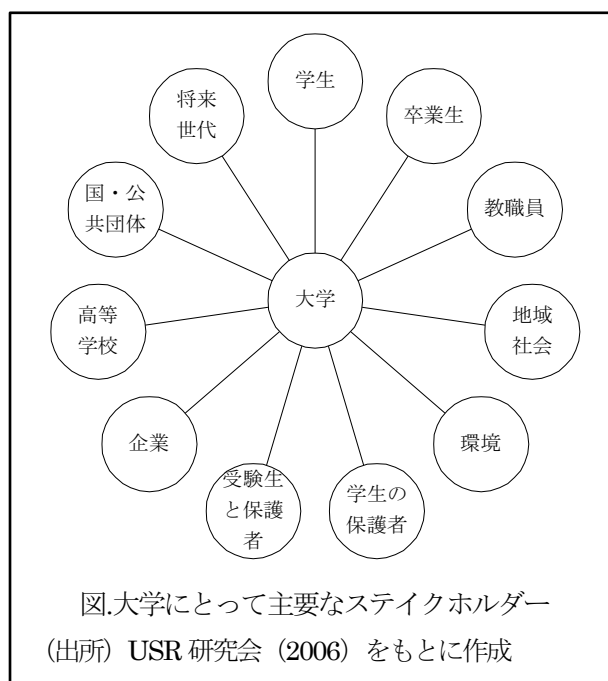 学生
卒業生
教職員
地域
社会
環境
学生の
保護者
受験生
と保護
者
企業
高等
学校
国・公
共団体
将来
世代
大学
図.大学にとって主要なステイクホルダー
(出所) USR 研究会 (2006) をもとに作成